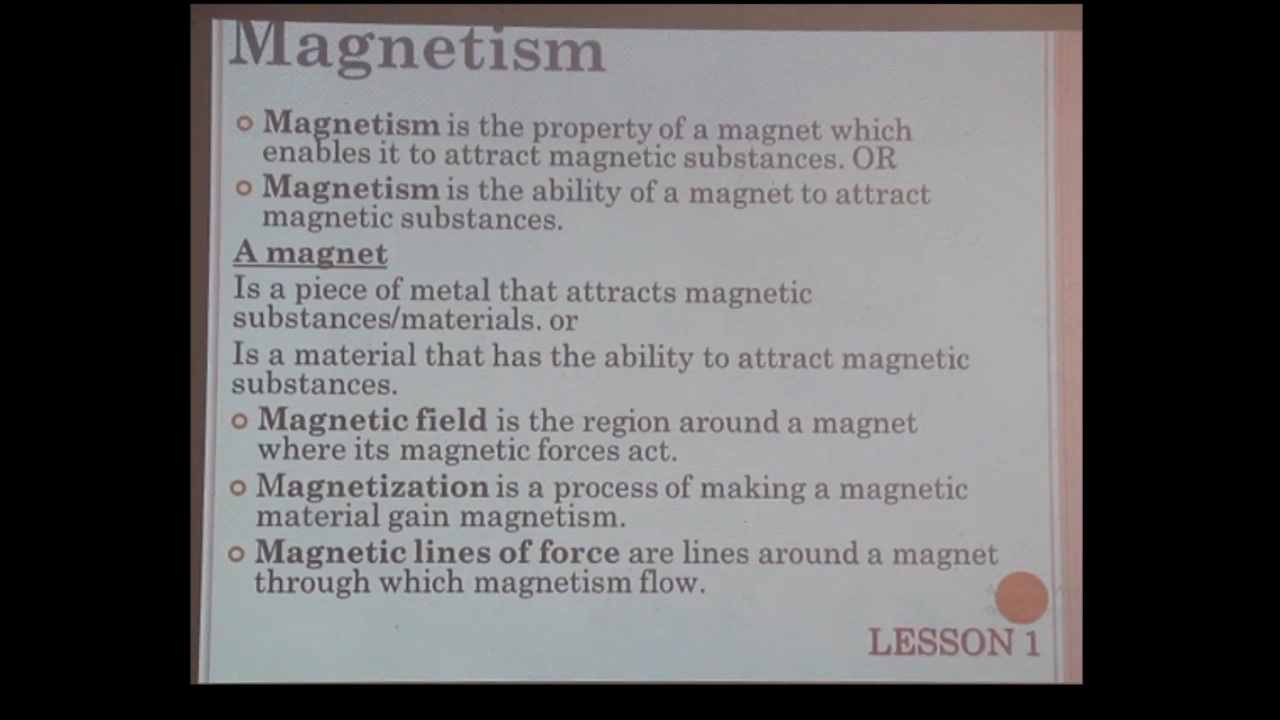 Magnetism
Magnetism is the property of a magnet which
enables it to attract magnetic substances. OR
Magnetism is the ability of a magnet to attract
magnetic substances.
A magnet
Is a piece of metal that attracts magnetic
substances/materials. or
Is a material that has the ability to attract magnetic
substances.
Magnetic field is the region around a magnet
where its magnetic forces act.
Magnetization is a process of making a magnetic
material gain magnetism.
Magnetic lines of force are lines around a magnet
through which magnetism flow.
LESSON 1